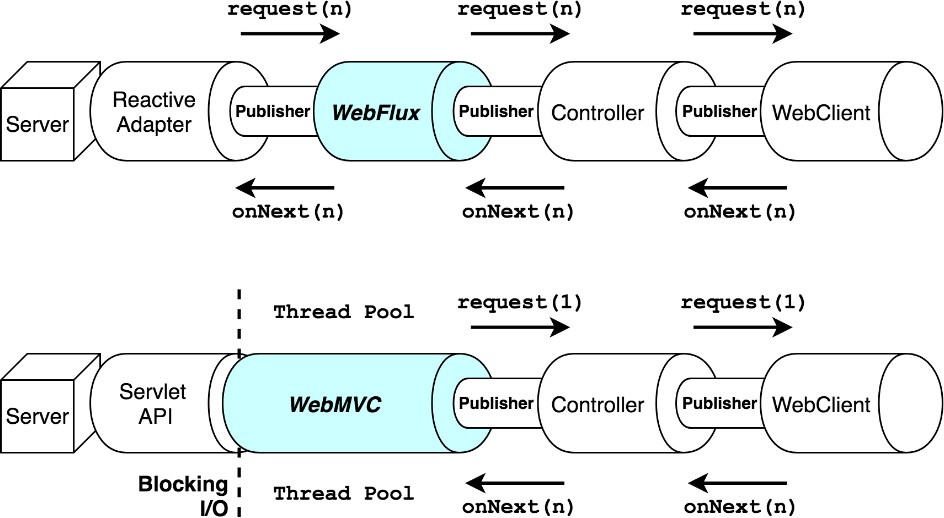 request(n)
request(n)
request(n)
Server
Reactive
Adapter
Publisher
WebFlux
Publisher
Controller
Publisher
WebClient
onNext(n)
onNext(n)
onNext(n)
Thread Pool
request(1)
request(1)
Server
Servlet
API
WebMVC
Publisher
Controller
Publisher
WebClient
Blocking
I/O
Thread Pool
onNext(n)
onNext(n)